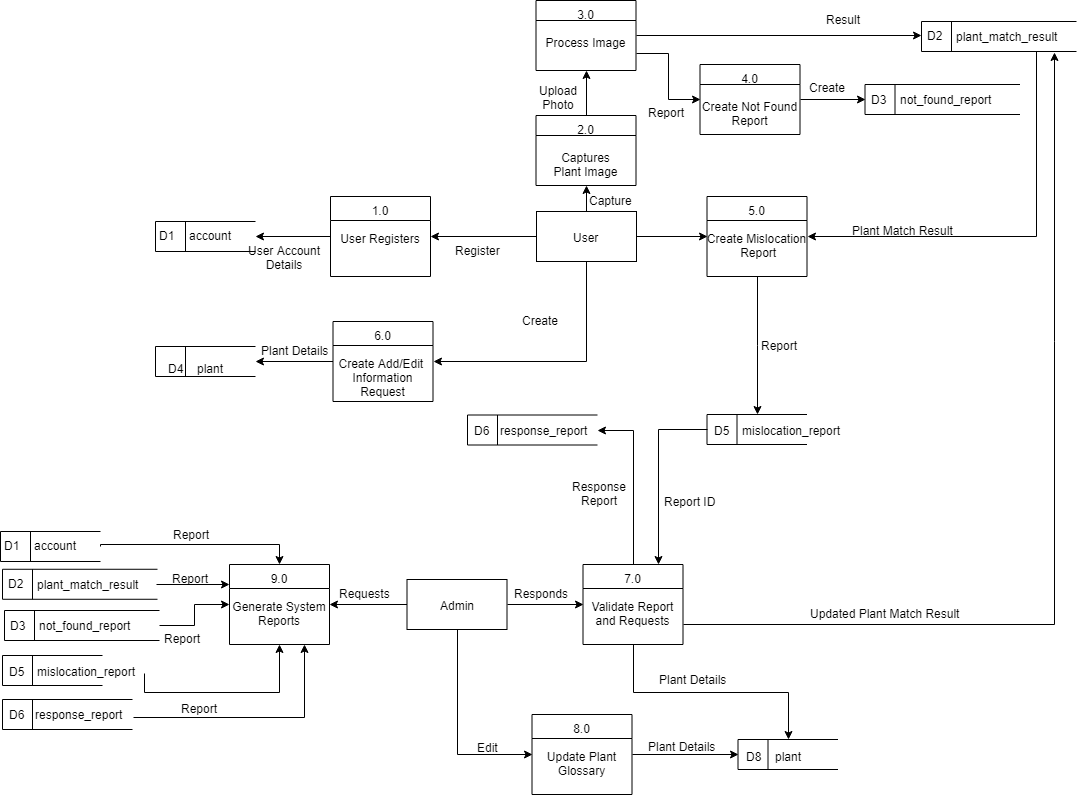 3.0
Process Image
Result
D2 plant_match_result
4.0
Create Not Found
Report
Create
D3 not_found_report
Upload
Photo
Report
2.0
Captures
Plant Image
Capture
1.0
User Registers
D1 account
User Account
Details
Register
User
5.0
Create Mislocation
Report
Plant Match Result
Create
6.0
Create Add/Edit
Information
Request
Plant Details
D4 plant
Report
D6 response_report
D5 mislocation_report
Response
Report
Report ID
D1 account
Report
D2 plant_match_result
Report
D3 not_found_report
Report
D5 mislocation_report
D6 response_report
Report
9.0
Generate System
Reports
Requests
Admin
Responds
7.0
Validate Report
and Requests
Updated Plant Match Result
Plant Details
Edit
8.0
Update Plant
Glossary
Plant Details
D8 plant